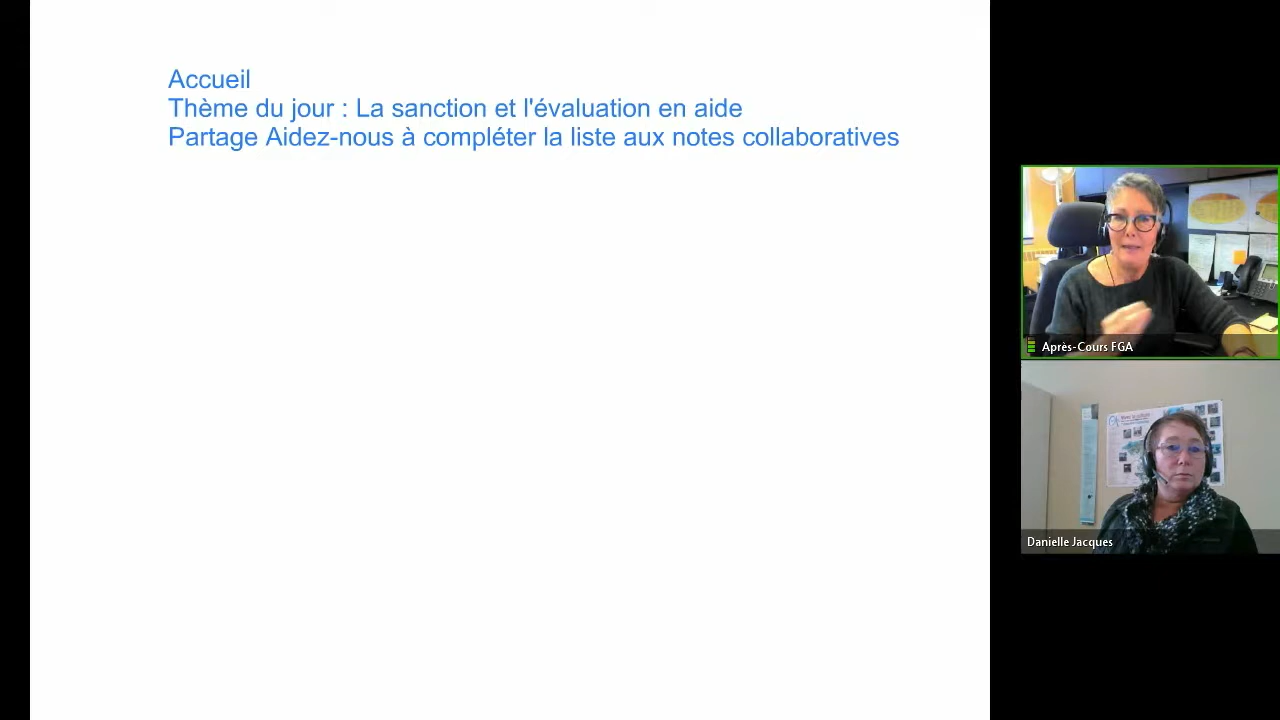 Accueil
Thème du jour : La sanction et l'évaluation en aide
Partage Aidez-nous à compléter la liste aux notes collaboratives
Après-Cours FGA
Danielle Jacques